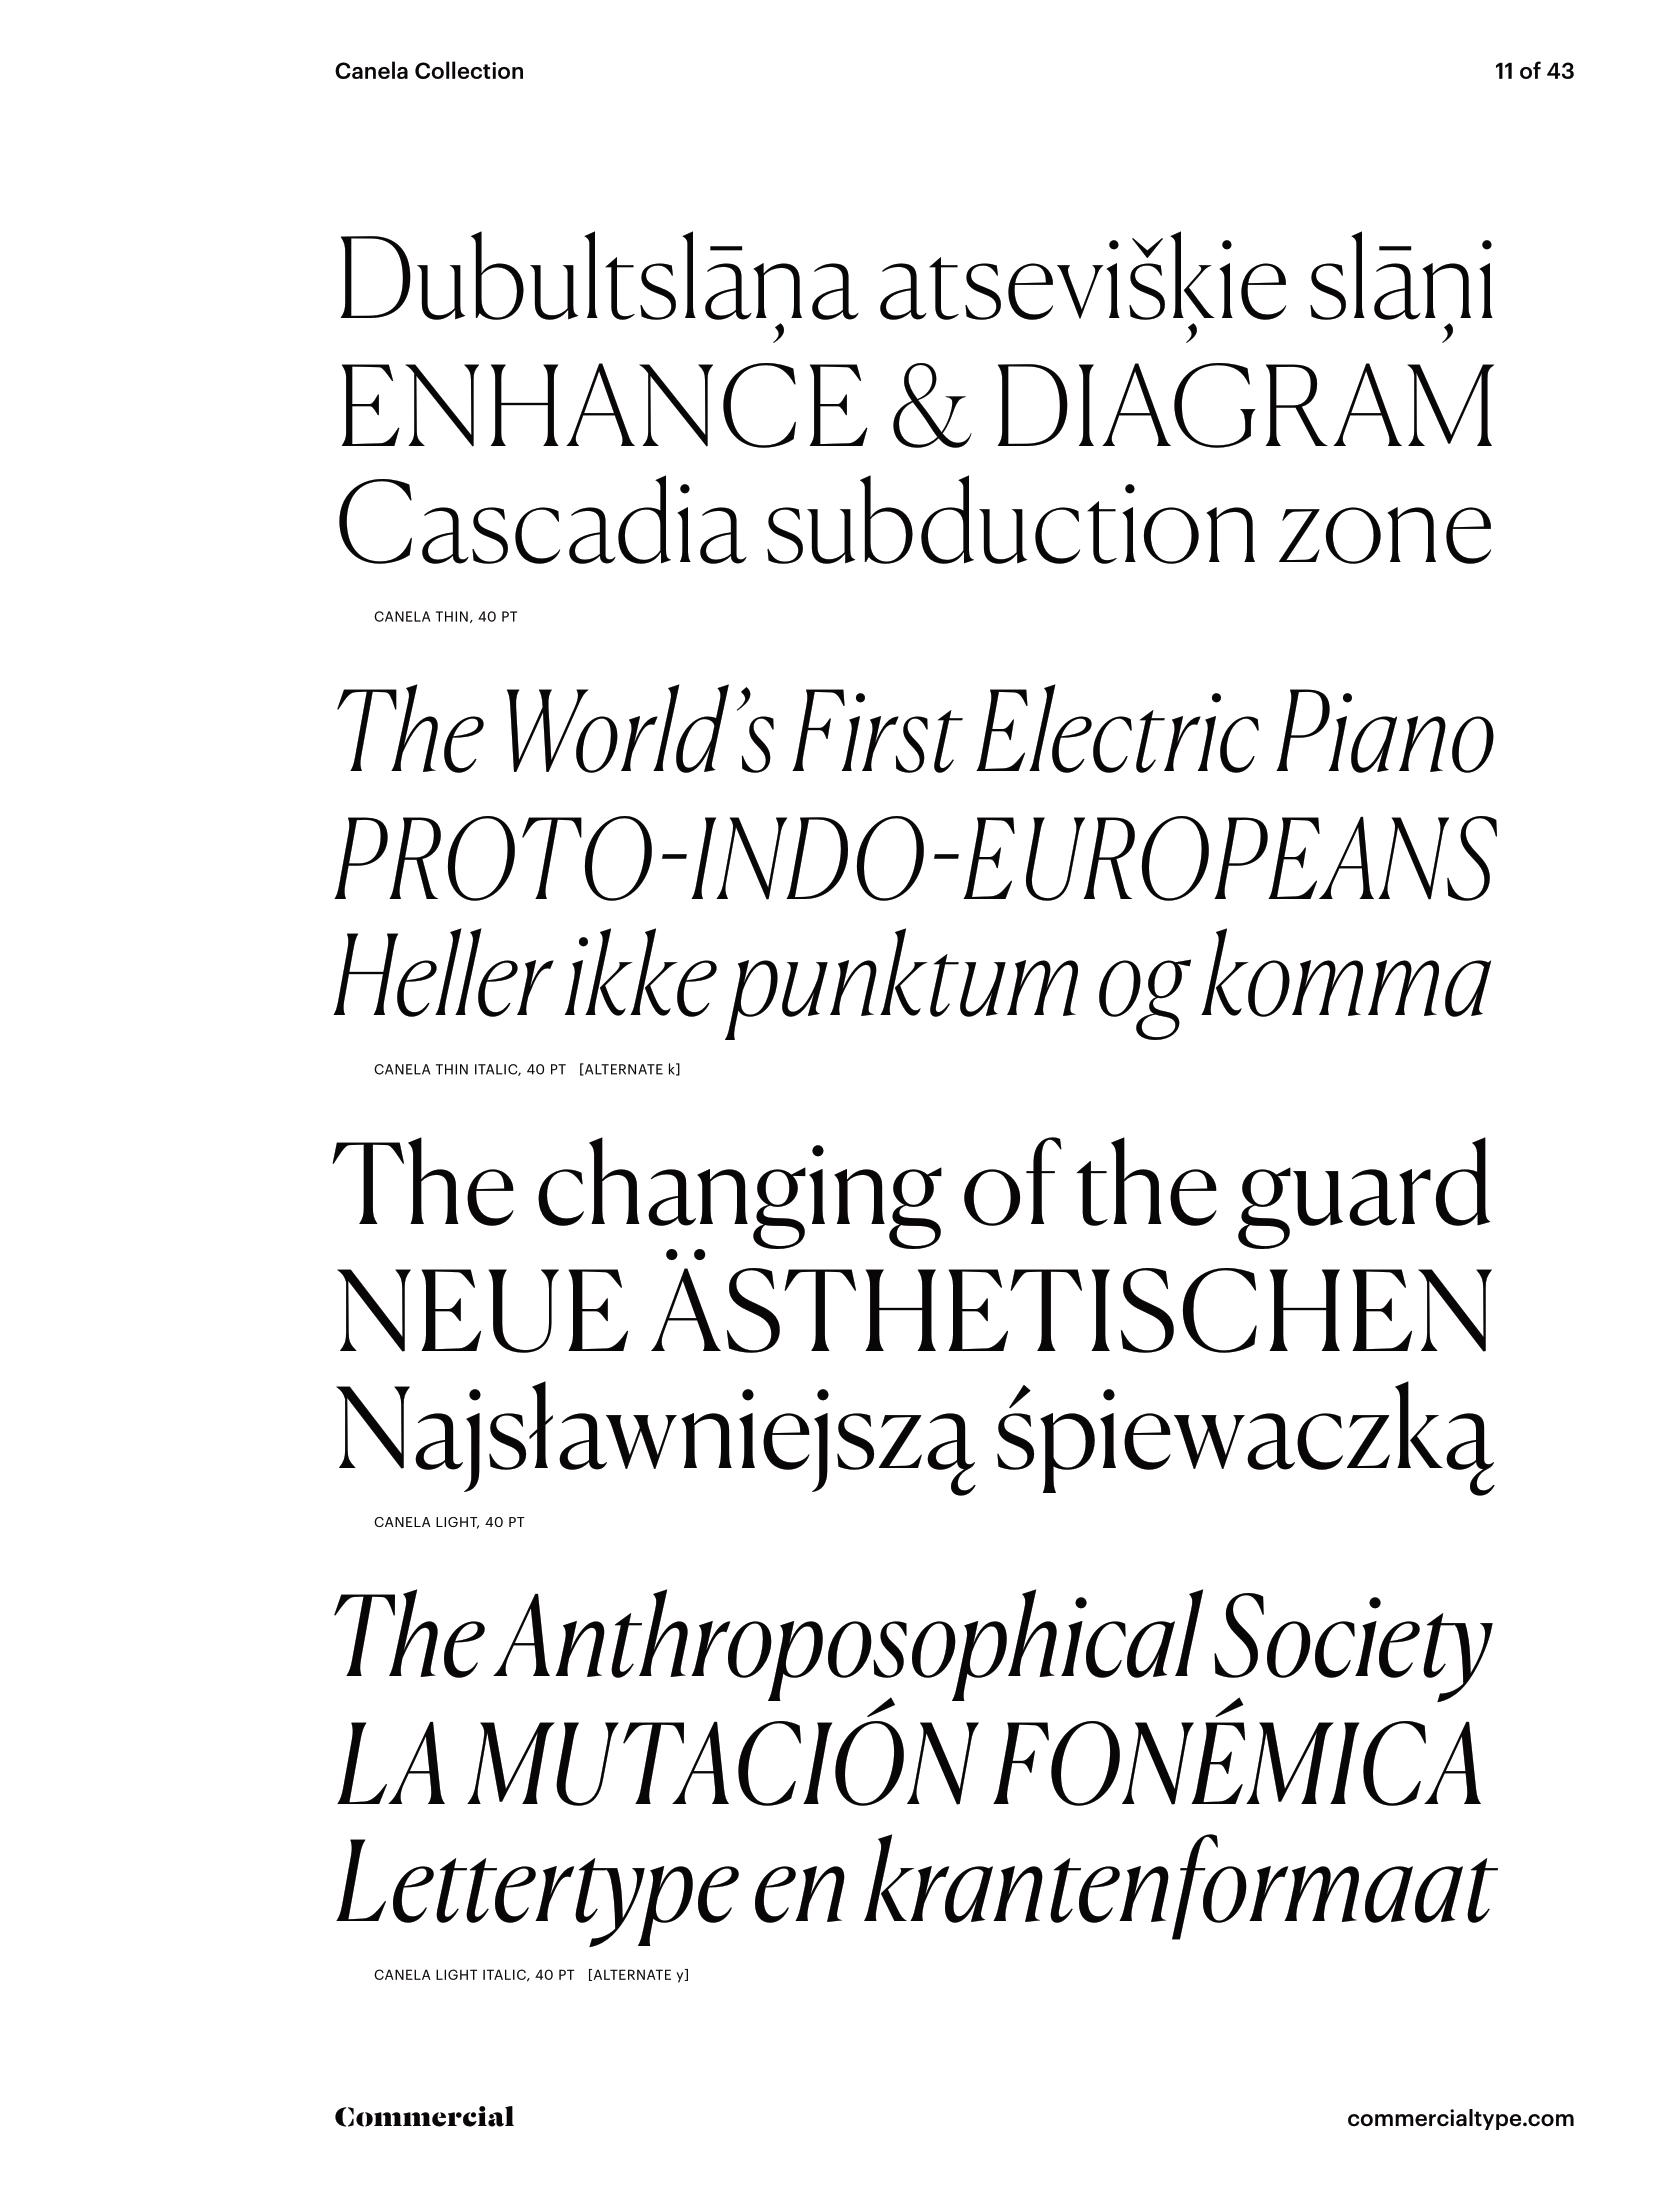 Canela Collection
11 of 43
Dubultslāņa atsevišķie slāņi
ENHANCE & DIAGRAM
Cascadia subduction zone
CANELA THIN, 40 PT
The World’s First Electric Piano
PROTO-INDO-EUROPEANS
Heller ikke punktum og komma
CANELA THIN ITALIC, 40 PT [ALTERNATE k]
The changing of the guard
NEUE ÄSTHETISCHEN
Najsławniejszą śpiewaczką
CANELA LIGHT, 40 PT
The Anthroposophical Society
LA MUTACIÓN FONÉMICA
Lettertype en krantenformaat
CANELA LIGHT ITALIC, 40 PT [ALTERNATE y]
Commercial
commercialtype.com